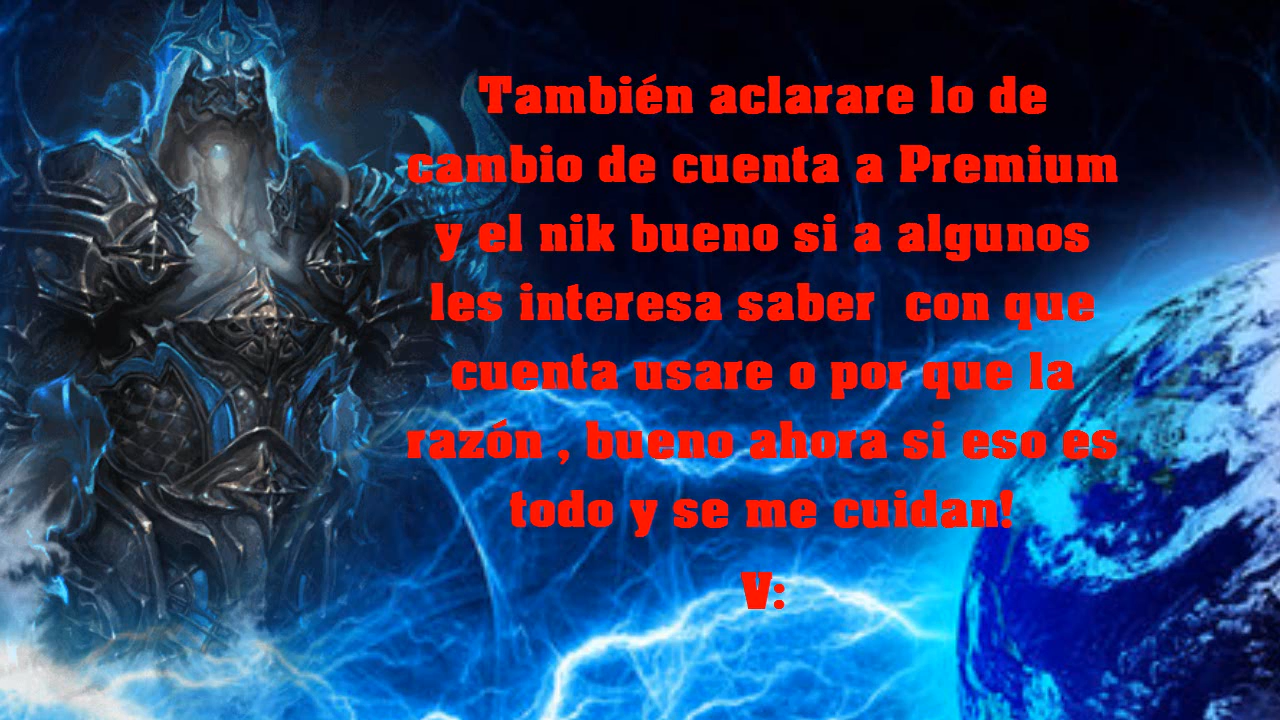 También aclarare lo de
cambio de cuenta a Premium
y el nik bueno si a algunos
les interesa saber  con que
cuenta usare o por que la
razón , bueno ahora si eso es
todo y se me cuidan!
V: